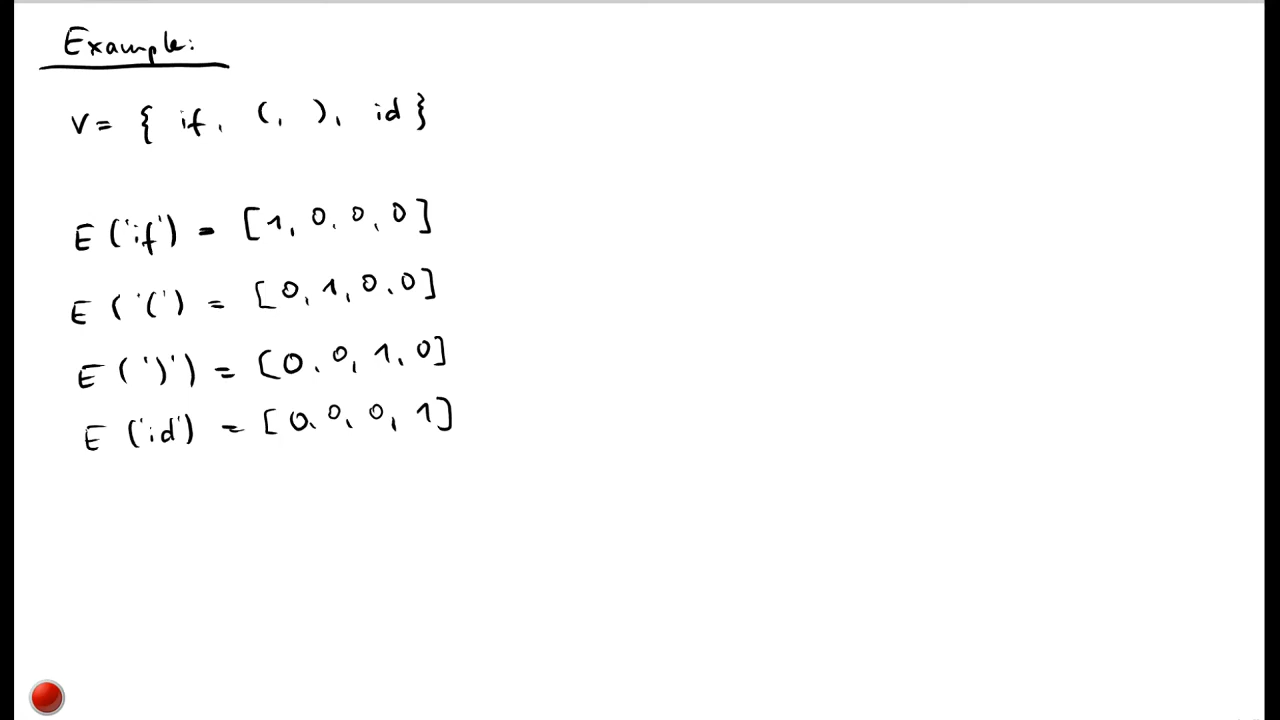 Example:
V = { if, (, ), id }
E ('if') = [1, 0, 0, 0]
E ('(') = [0, 1, 0, 0]
E (')') = [0, 0, 1, 0]
E ('id') = [0, 0, 0, 1]